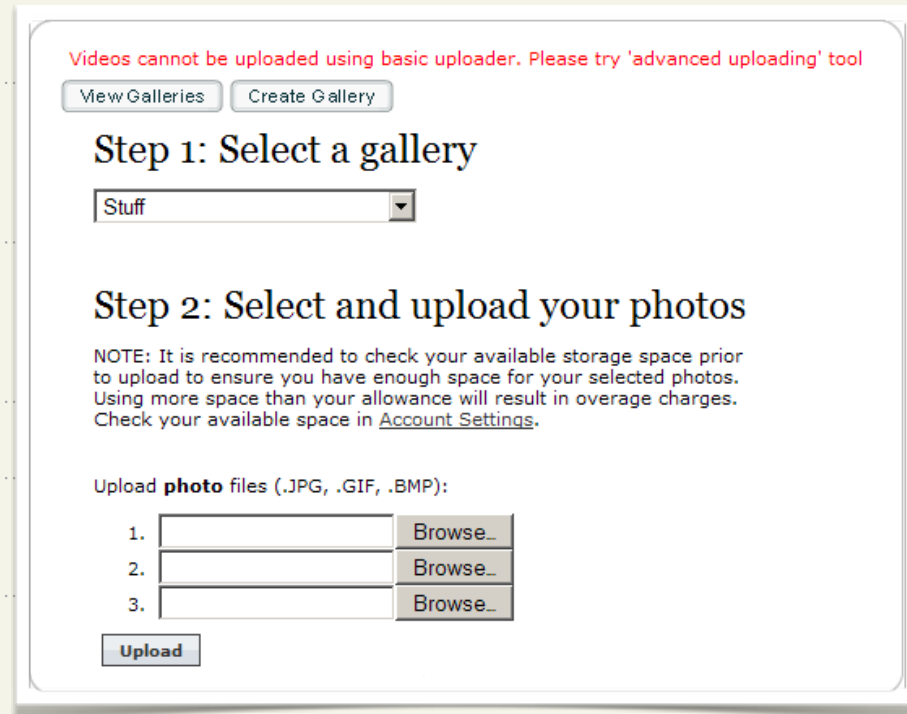 Videos cannot be uploaded using basic uploader. Please try 'advanced uploading' tool
View Galleries Create Gallery
Step 1: Select a gallery
Stuff
Step 2: Select and upload your photos
NOTE: It is recommended to check your available storage space prior
to upload to ensure you have enough space for your selected photos.
Using more space than your allowance will result in overage charges.
Check your available space in Account Settings.
Upload photo files (.JPG, .GIF, .BMP):
1. Browse...
2. Browse...
3. Browse...
Upload